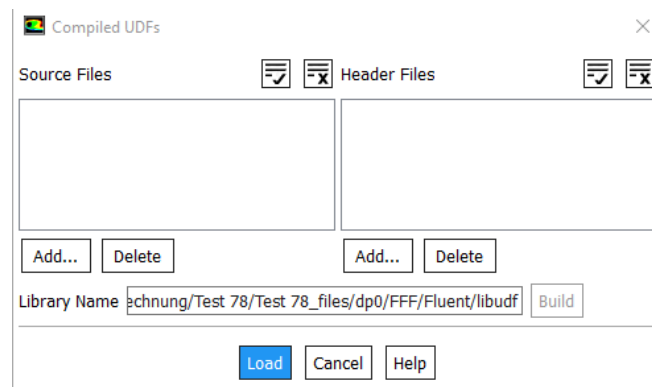 Compiled UDFs
Source Files Header Files
Add... Delete Add... Delete
Library Name echnung/Test 78/Test 78_files/dp0/FFF/Fluent/libudf Build
Load Cancel Help